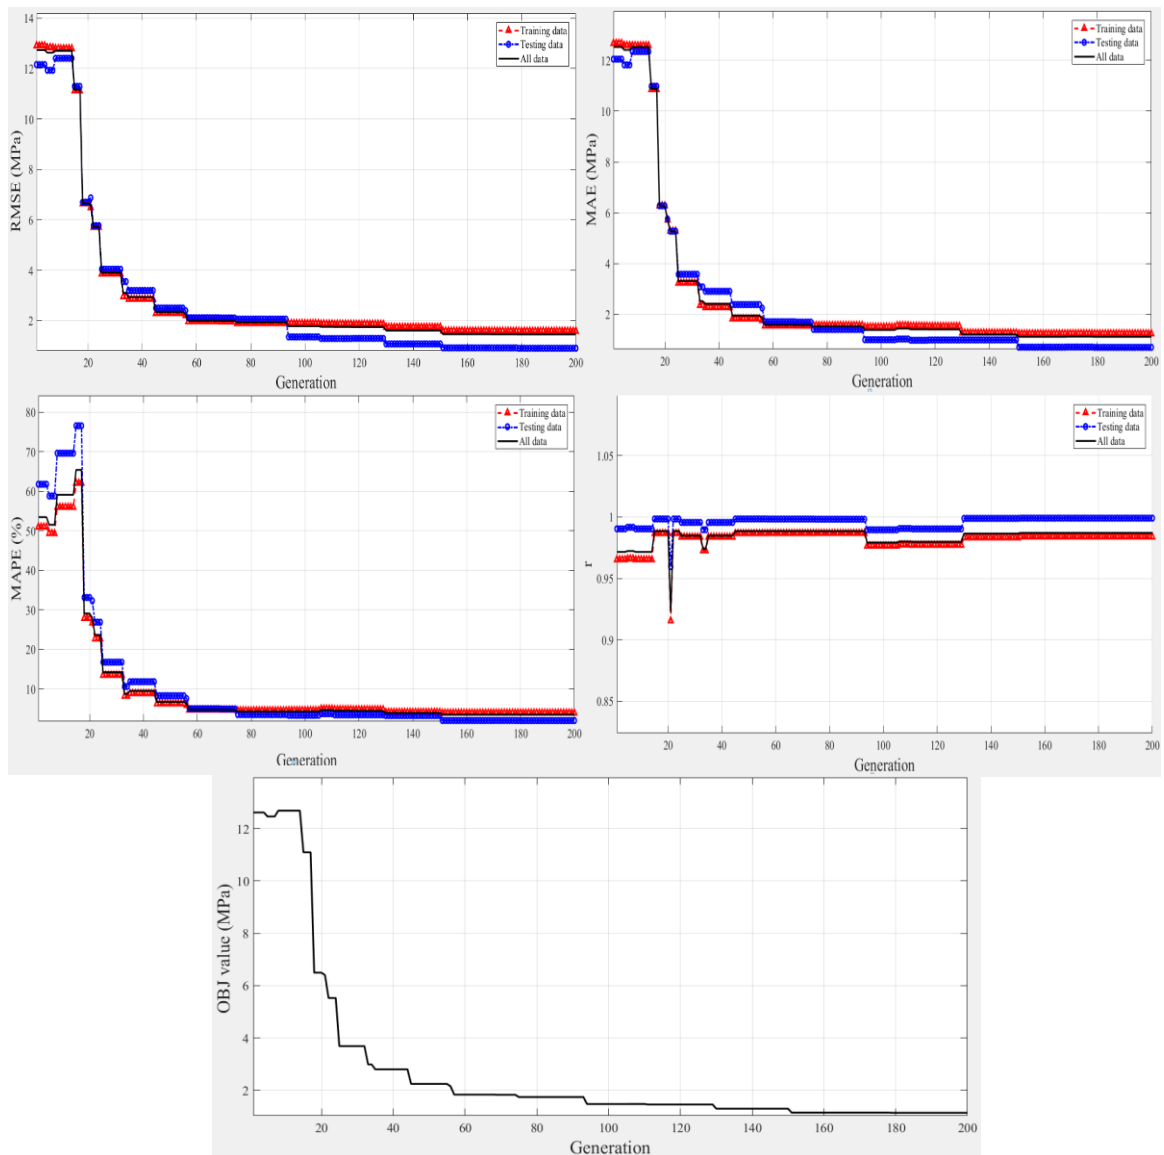 14
12
10
8
6
4
2
RMSE (MPa)
Training data
Testing data
All data
20 40 60 80 100 120 140 160 180 200
Generation
12
10
8
6
4
2
MAE (MPa)
Training data
Testing data
All data
20 40 60 80 100 120 140 160 180 200
Generation
80
70
60
50
40
30
20
10
MAPE (%)
Training data
Testing data
All data
20 40 60 80 100 120 140 160 180 200
Generation
1.05
1
0.95
0.9
0.85
r
Training data
Testing data
All data
20 40 60 80 100 120 140 160 180 200
Generation
12
10
8
6
4
2
OBJ value (MPa)
20 40 60 80 100 120 140 160 180 200
Generation